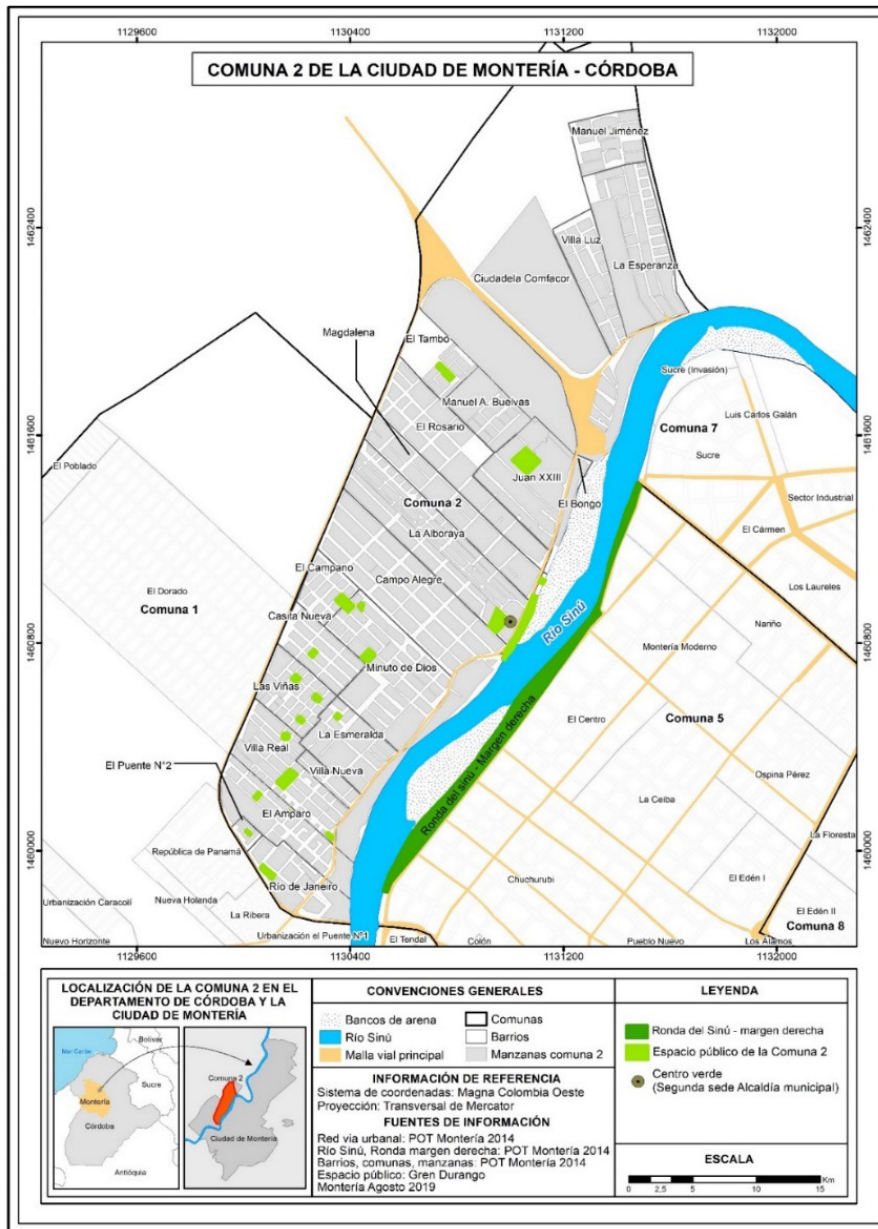 1129600
1130400
1131200
1132000
COMUNA 2 DE LA CIUDAD DE MONTERÍA - CÓRDOBA
Manuel Jiménez
1462400
1462400
Villa Luz
La Esperanza
Ciudadela Comfacor
Magdalena
El Tambo
Sucre (Invasión)
Manuel A. Buelvas
Luis Carlos Galán
El Rosario
Comuna 7
1461600
1461600
Sucre
El Poblado
Juan XXIII
Sector Industrial
Comuna 2
El Bongo
El Cármen
La Alboraya
El Campano
Campo Alegre
Los Laureles
El Dorado
Comuna 1
Casita Nueva
Río Sinú
Nariño
1460800
1460800
Montería Moderno
Minuto de Dios
Las Viñas
El Centro
Comuna 5
La Esmeralda
Villa Real
El Puente N°2
Villa Nueva
Ronda del sinú - Margen derecha
Ospina Pérez
La Ceiba
El Amparo
La Floresta
1460000
1460000
República de Panamá
Chuchurubi
Río de Janeiro
El Edén I
Urbanización Caracolí
Nueva Holanda
La Ribera
El Edén II
Comuna 8
Nuevo Horizonte
Urbanización el Puente N°1
El Tendal
Colón
Pueblo Nuevo
Los Álamos
1129600
1130400
1131200
1132000
LOCALIZACIÓN DE LA COMUNA 2 EN EL
DEPARTAMENTO DE CÓRDOBA Y LA
CIUDAD DE MONTERÍA
Mar Caribe
Bolívar
Sucre
Montería
Córdoba
Antióquia
Comuna 2
Ciudad de Montería
CONVENCIONES GENERALES
Bancos de arena
Comunas
Río Sinú
Barrios
Malla vial principal
Manzanas comuna 2
INFORMACIÓN DE REFERENCIA
Sistema de coordenadas: Magna Colombia Oeste
Proyección: Transversal de Mercator
FUENTES DE INFORMACIÓN
Red via urbanal: POT Montería 2014
Río Sinú, Ronda margen derecha: POT Montería 2014
Barrios, comunas, manzanas: POT Montería 2014
Espacio público: Gren Durango
Montería Agosto 2019
LEYENDA
Ronda del Sinú - margen derecha
Espacio público de la Comuna 2
Centro verde
(Segunda sede Alcaldía municipal)
ESCALA
0 2,5 5 10 15 Km